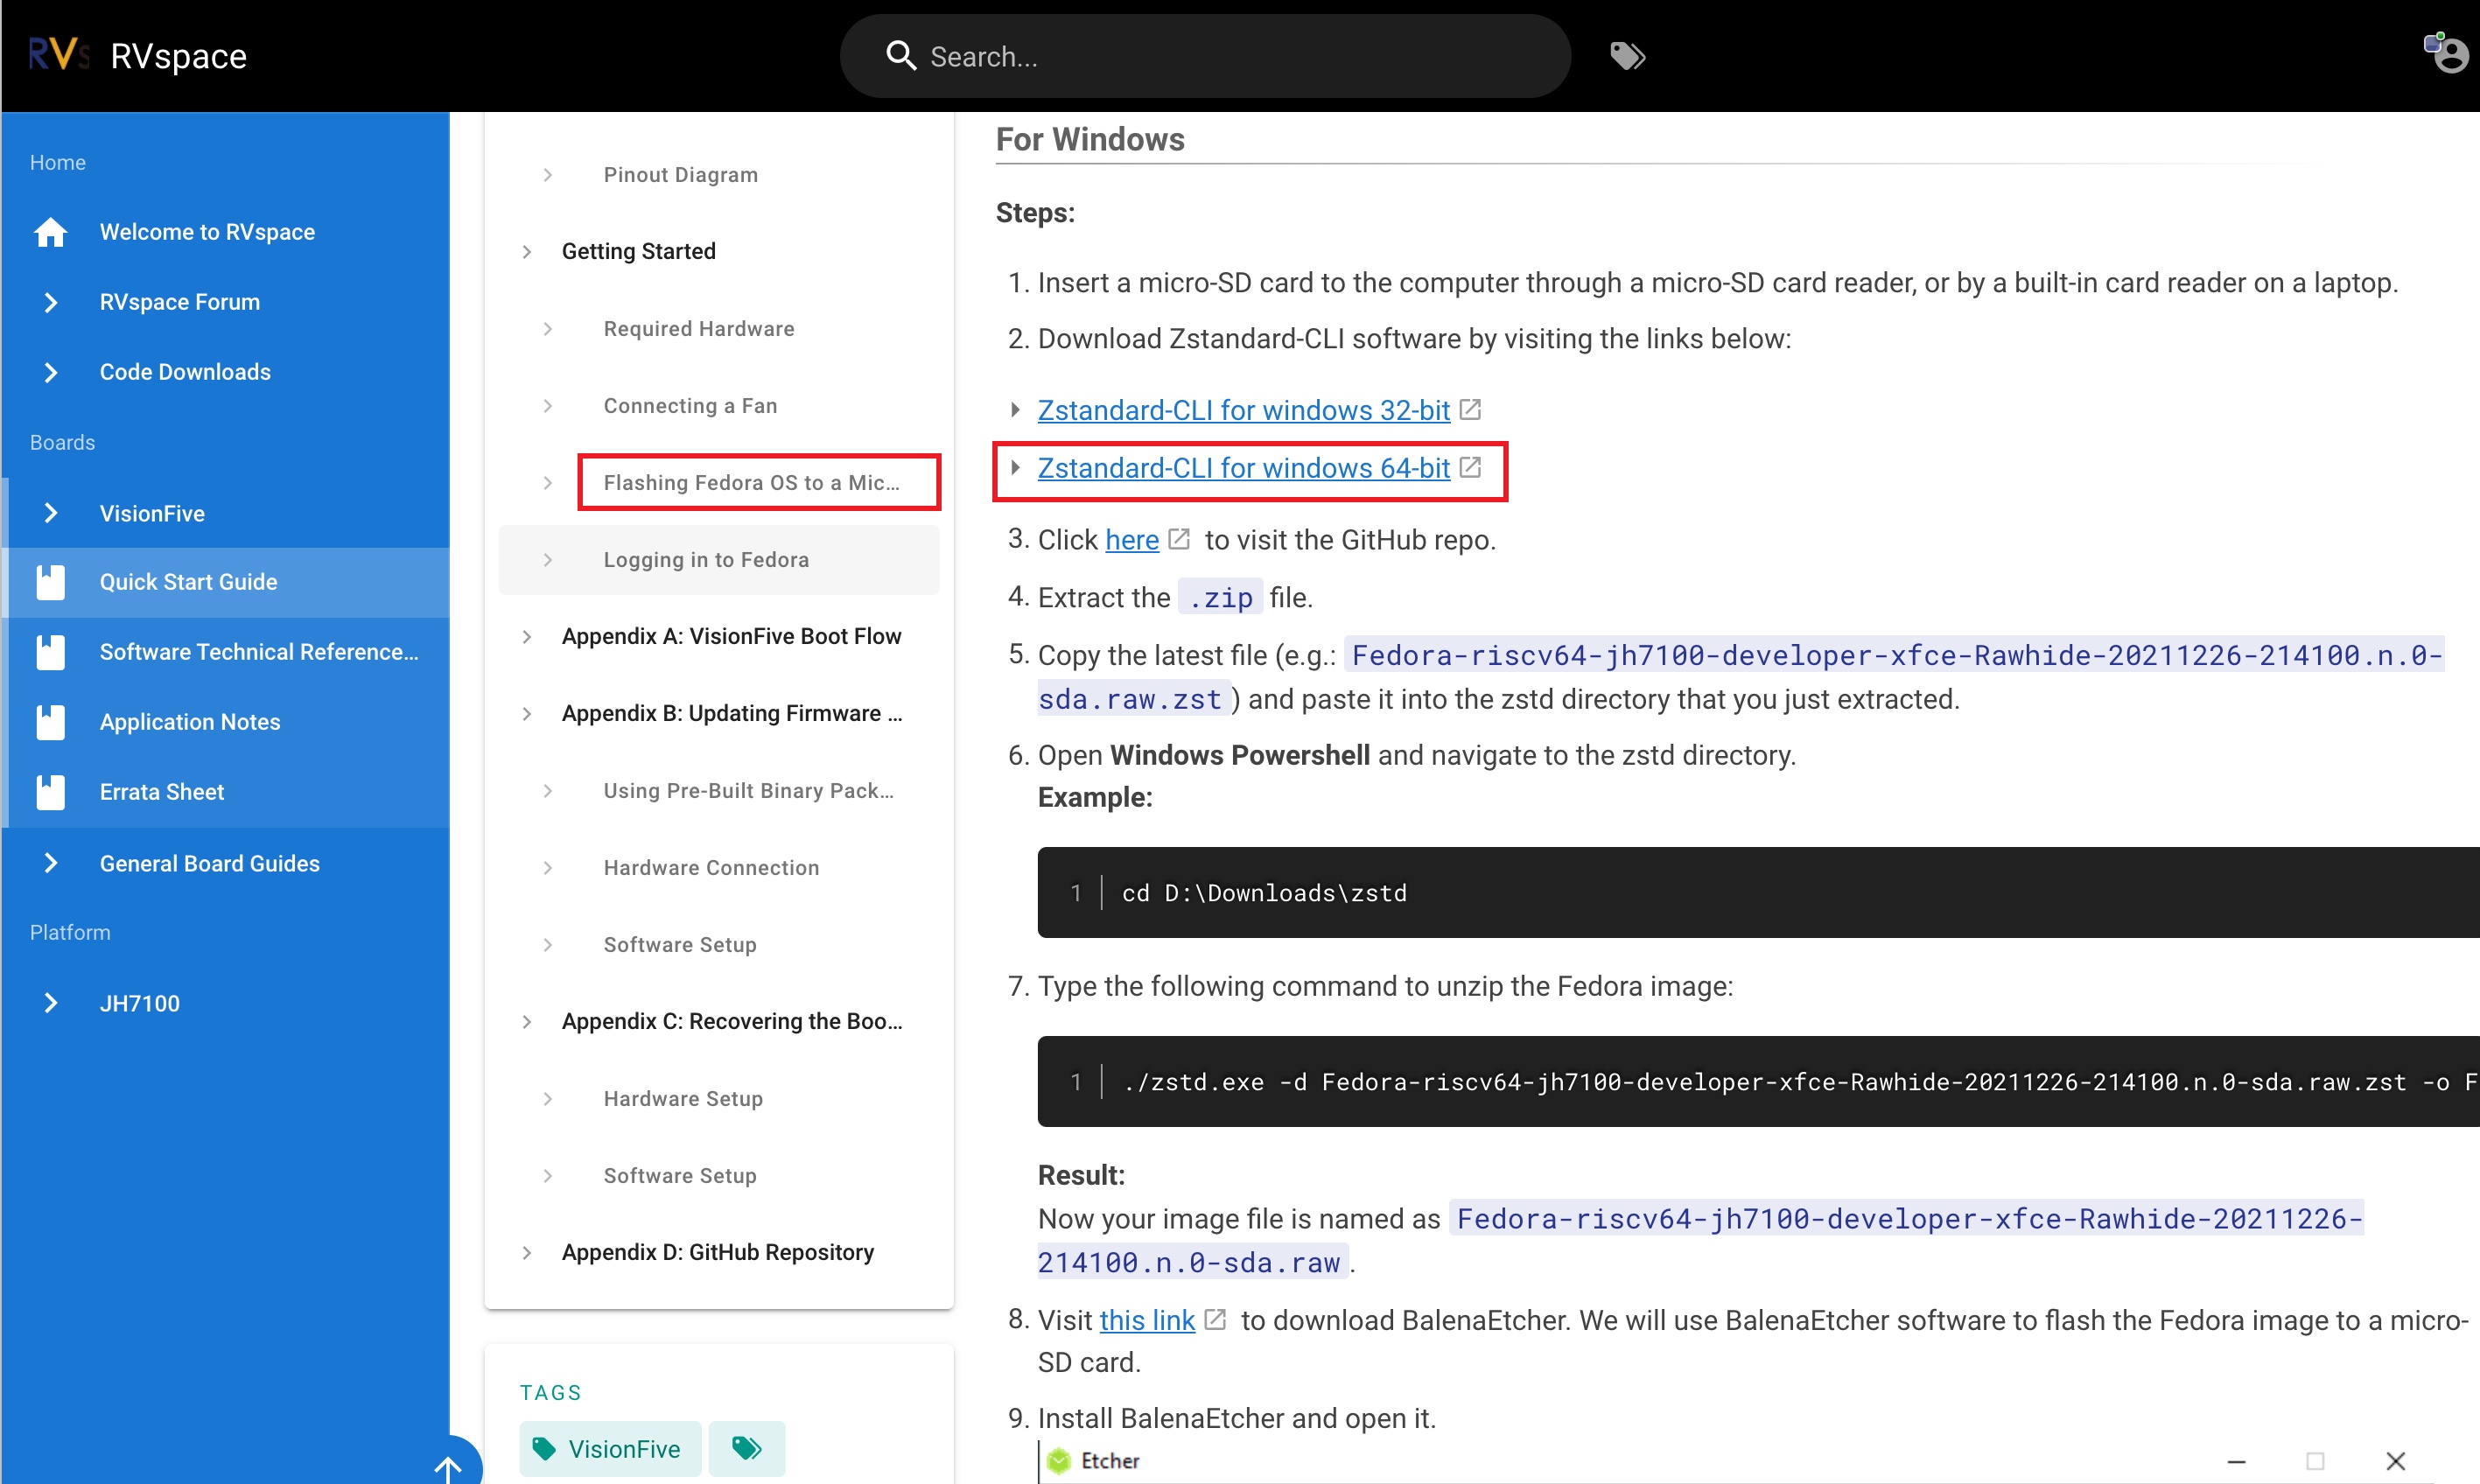 RVs RVspace
Search...
Home
Welcome to RVspace
RVspace Forum
Code Downloads
Boards
VisionFive
Quick Start Guide
Software Technical Reference...
Application Notes
Errata Sheet
General Board Guides
Platform
JH7100
Pinout Diagram
Getting Started
Required Hardware
Connecting a Fan
Flashing Fedora OS to a Mic...
Logging in to Fedora
Appendix A: VisionFive Boot Flow
Appendix B: Updating Firmware ...
Using Pre-Built Binary Pack...
Hardware Connection
Software Setup
Appendix C: Recovering the Boo...
Hardware Setup
Software Setup
Appendix D: GitHub Repository
TAGS
VisionFive
For Windows
Steps:
1. Insert a micro-SD card to the computer through a micro-SD card reader, or by a built-in card reader on a laptop.
2. Download Zstandard-CLI software by visiting the links below:
Zstandard-CLI for windows 32-bit
Zstandard-CLI for windows 64-bit
3. Click here to visit the GitHub repo.
4. Extract the .zip file.
5. Copy the latest file (e.g.: Fedora-riscv64-jh7100-developer-xfce-Rawhide-20211226-214100.n.0-
sda.raw.zst ) and paste it into the zstd directory that you just extracted.
6. Open Windows Powershell and navigate to the zstd directory.
Example:
1 cd D:\Downloads\zstd
7. Type the following command to unzip the Fedora image:
1 ./zstd.exe -d Fedora-riscv64-jh7100-developer-xfce-Rawhide-20211226-214100.n.0-sda.raw.zst -o F
Result:
Now your image file is named as Fedora-riscv64-jh7100-developer-xfce-Rawhide-20211226-
214100.n.0-sda.raw .
8. Visit this link to download BalenaEtcher. We will use BalenaEtcher software to flash the Fedora image to a micro-
SD card.
9. Install BalenaEtcher and open it.
Etcher